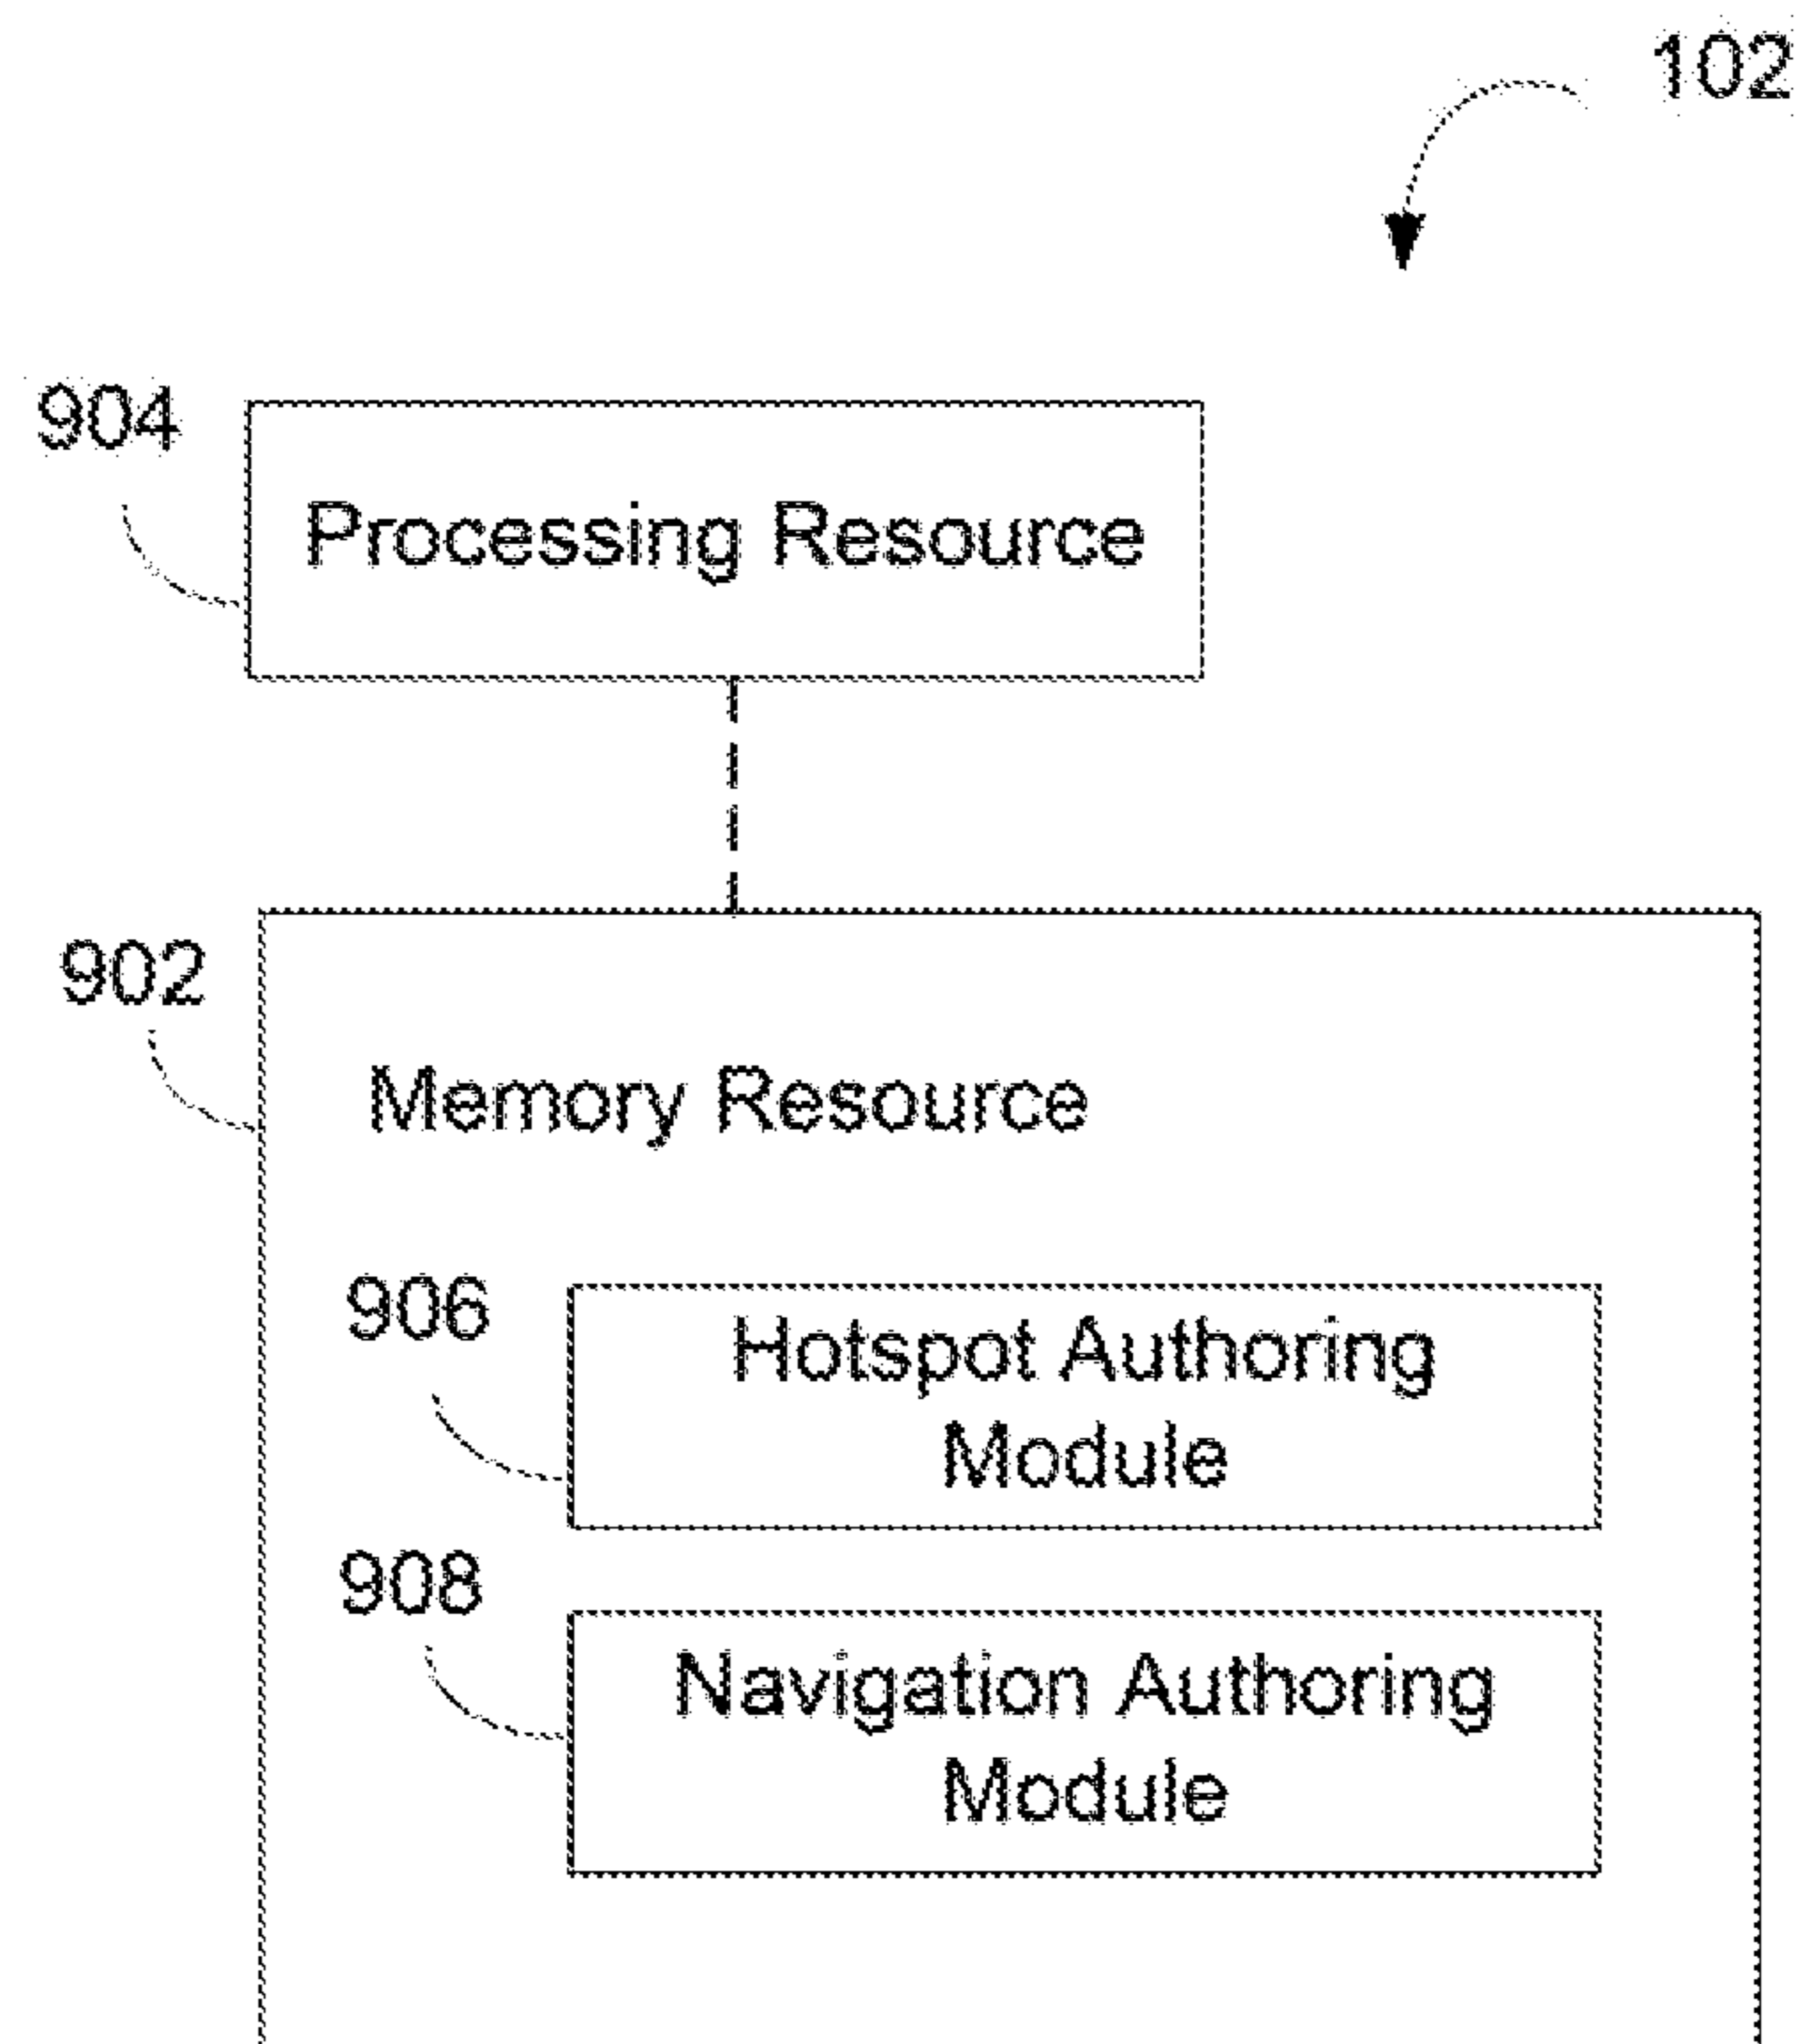 102
904
Processing Resource
902
Memory Resource
906
Hotspot Authoring
Module
908
Navigation Authoring
Module